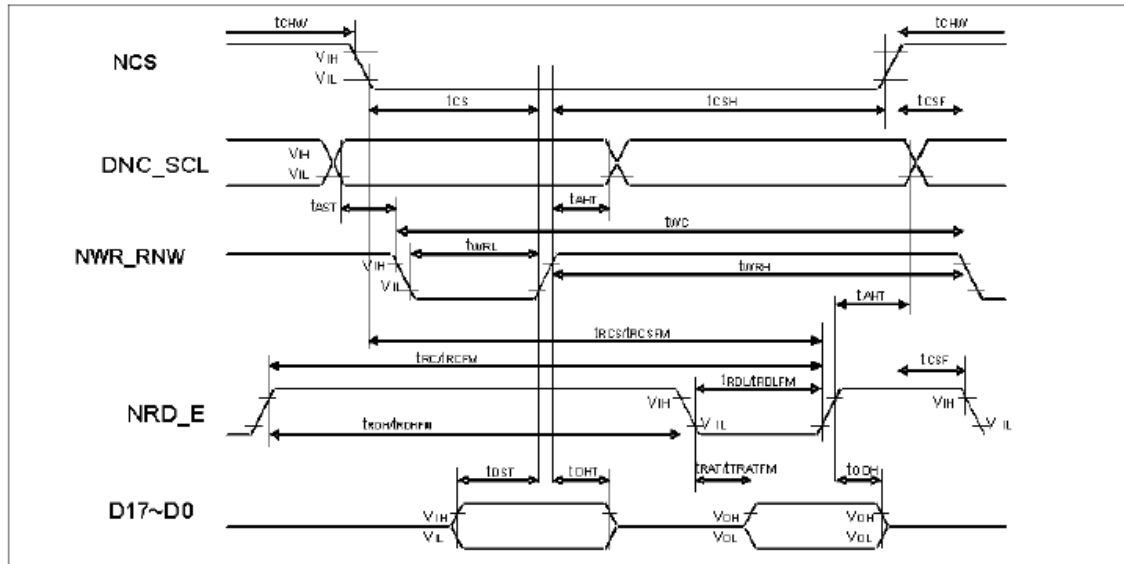 tCHW tCHW
NCS VIH
VIL
tCS tCSH tCSF
DNC_SCL VIH
VIL
tAST tAHT
tWC
NWR_RNW VIH tWRL tWRH
VIL tAHT
tRCS/tRCSFM
tRC/tRCFM tCSF
tRDL/tRDLFM
NRD_E VIH VIH
tRDH/tRDHFM VIL VIL
tDST tDHT tRAT/tTRATFM tODH
D17~D0 VIH VOH VOH
VIL VOL VOL